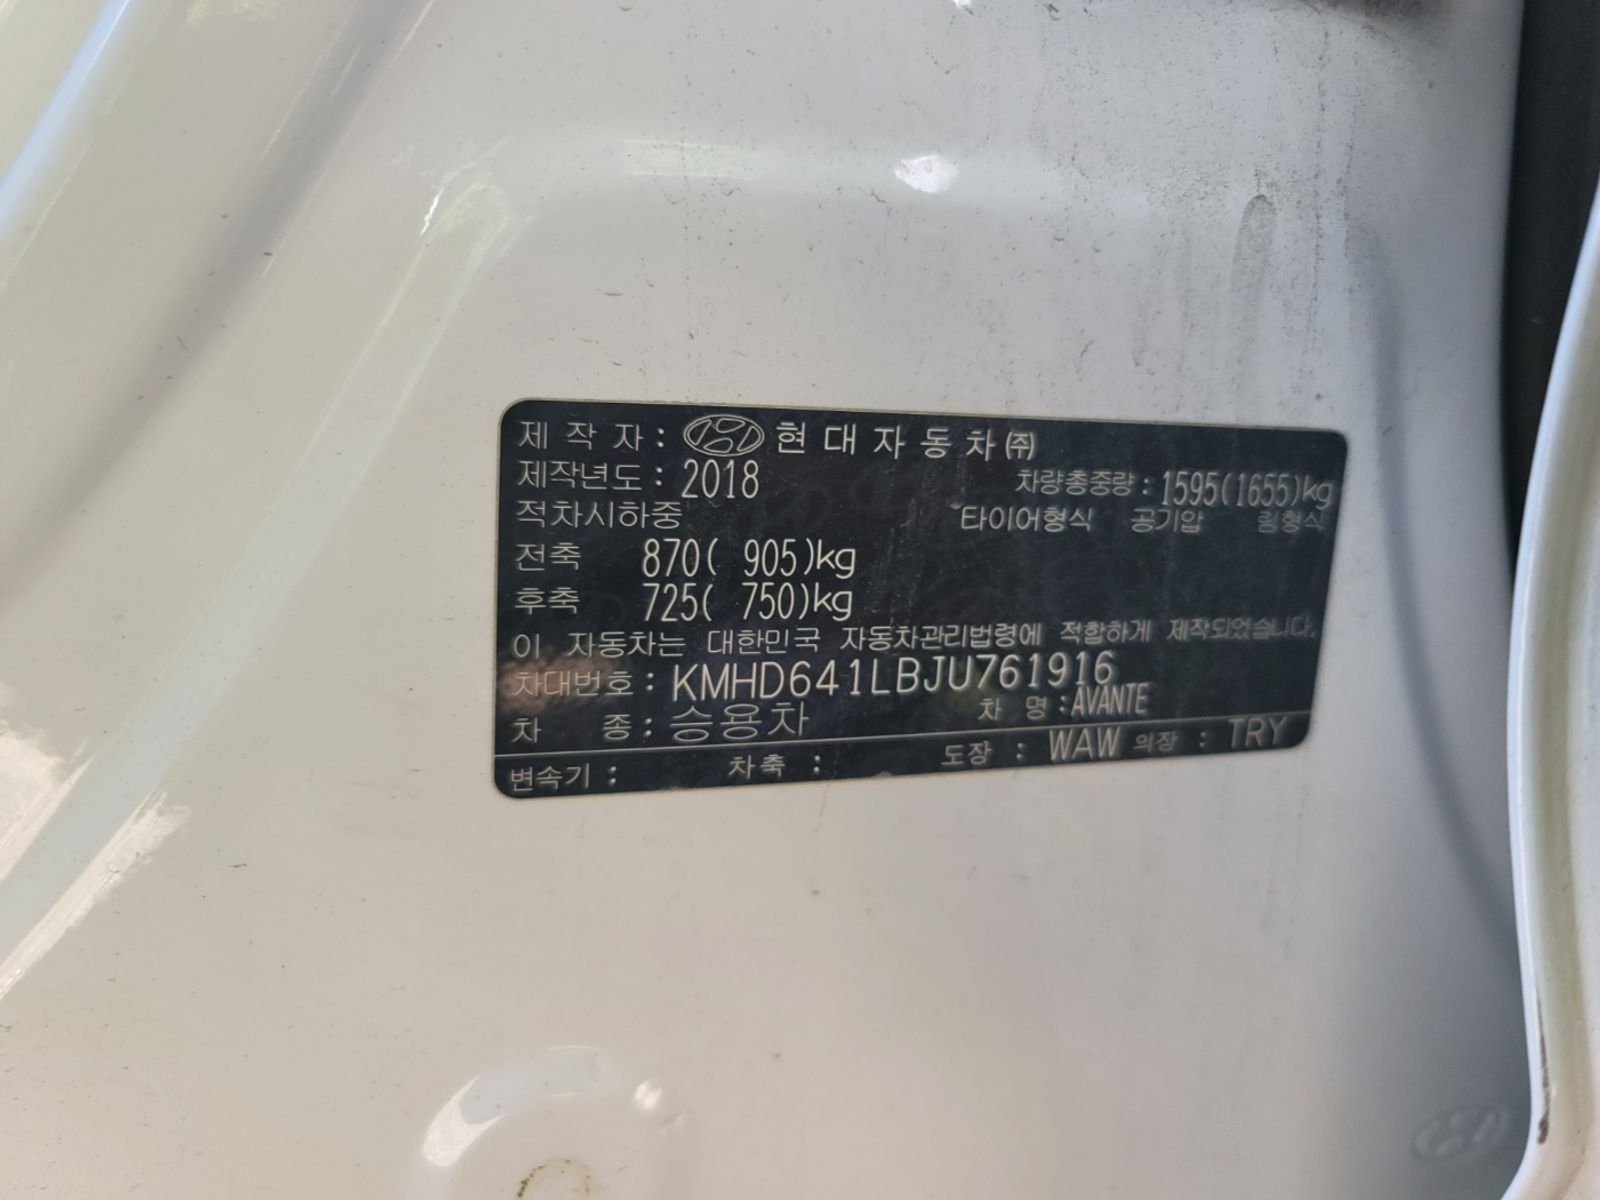 제 작 자 : 현 대 자 동 차 ㈜
제작년도 : 2018 차량총중량 : 1595(1655)kg
적차시하중 타이어형식 공기압 림형식
전축 870( 905)kg
후축 725( 750)kg
이 자동차는 대한민국 자동차관리법령에 적합하게 제작되었습니다.
차대번호 : KMHD641LBJU761916
차 종 : 승용차 차 명 : AVANTE
변속기 : 차축 : 도장 : WAW 의장 : TRY